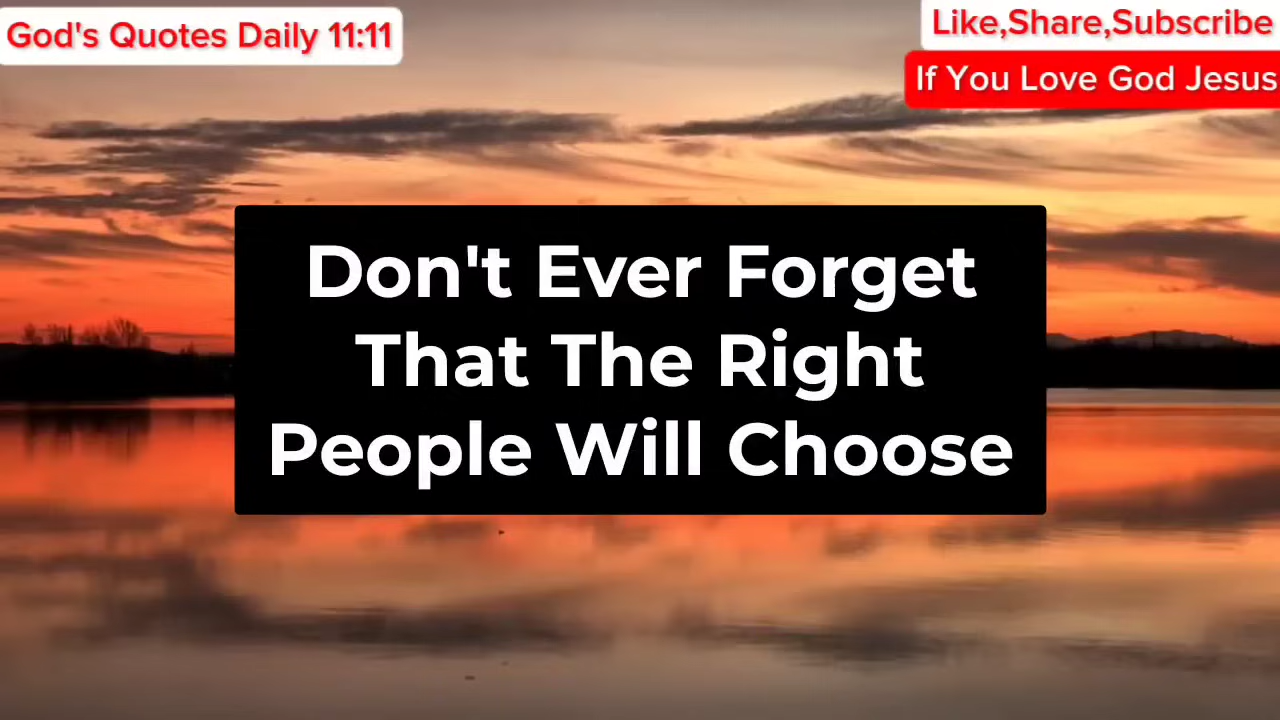 God's Quotes Daily 11:11
Like,Share,Subscribe
If You Love God Jesus
Don't Ever Forget
That The Right
People Will Choose